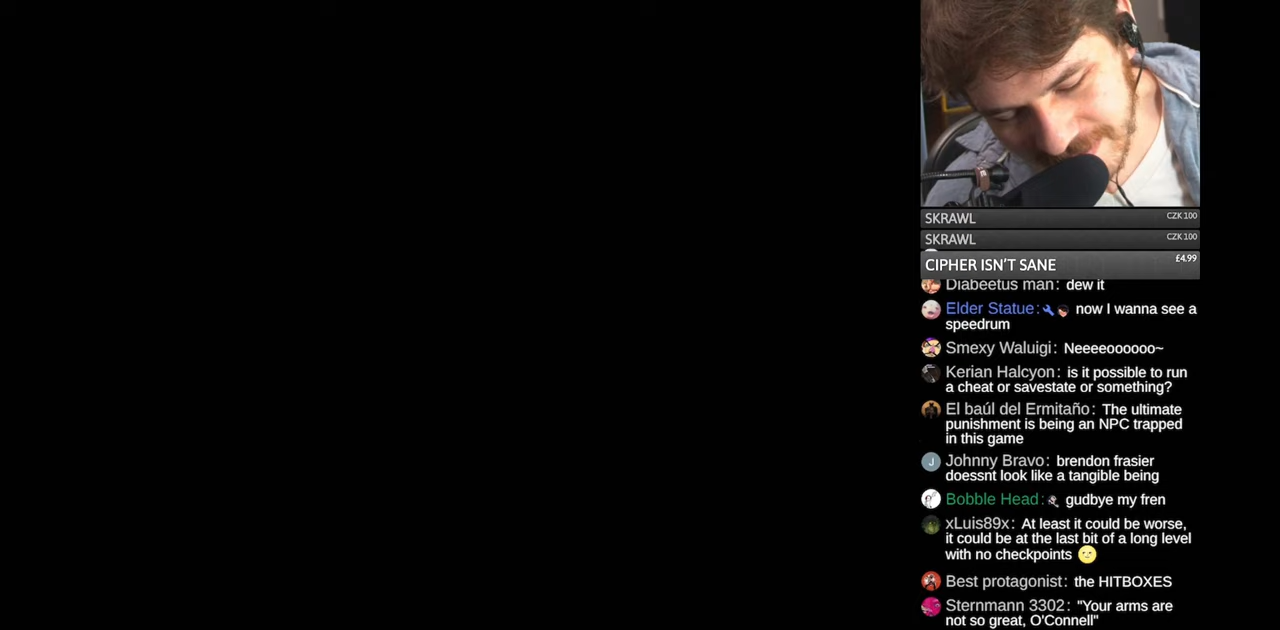 SKRAWL CZK 100
SKRAWL CZK 100
CIPHER ISN'T SANE £4.99
Diabeetus man: dew it
Elder Statue: now I wanna see a
speedrum
Smexy Waluigi: Neeeeoooooo~
Kerian Halcyon: is it possible to run
a cheat or savestate or something?
El baúl del Ermitaño: The ultimate
punishment is being an NPC trapped
in this game
J Johnny Bravo: brendon frasier
doessnt look like a tangible being
Bobble Head: gudbye my fren
xLuis89x: At least it could be worse,
it could be at the last bit of a long level
with no checkpoints
Best protagonist: the HITBOXES
Sternmann 3302: "Your arms are
not so great, O'Connell"